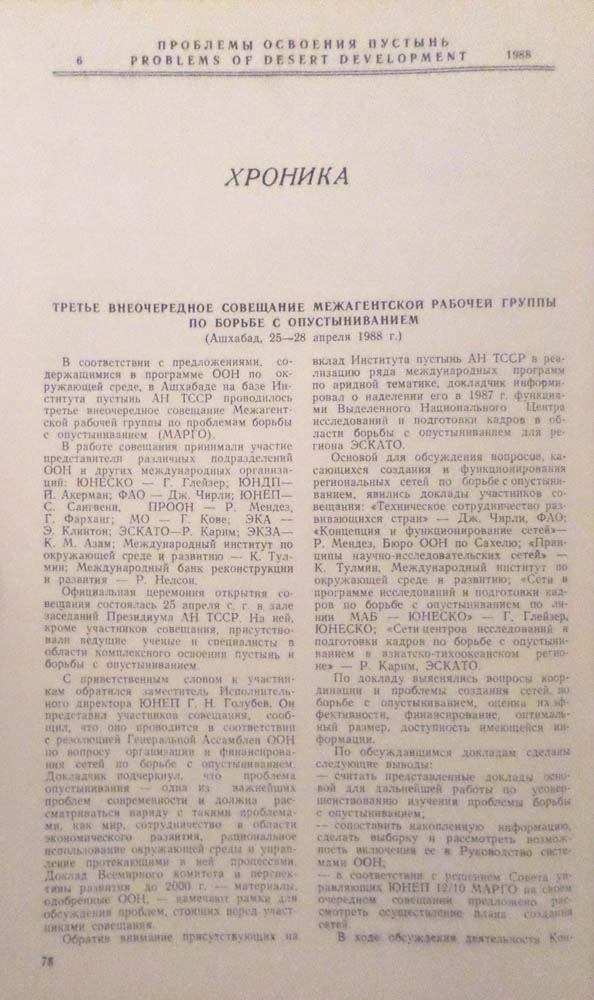 ПРОБЛЕМЫ ОСВОЕНИЯ ПУСТЫНЬ
6 PROBLEMS OF DESERT DEVELOPMENT 1988
ХРОНИКА
ТРЕТЬЕ ВНЕОЧЕРЕДНОЕ СОВЕЩАНИЕ МЕЖАГЕНТСКОЙ РАБОЧЕЙ ГРУППЫ
ПО БОРЬБЕ С ОПУСТЫНИВАНИЕМ
(Ашхабад, 25—28 апреля 1988 г.)
В соответствии с предложениями, со-
держащимися в программе ООН по ок-
ружающей среде, в Ашхабаде на базе Ин-
ститута пустынь АН ТССР проводилось
третье внеочередное совещание Межагент-
ской рабочей группы по проблемам борьбы
с опустыниванием (МАРГО).
В работе совещания принимали участие
представители различных подразделений
ООН и других международных организа-
ций: ЮНЕСКО — Г. Глейзер; ЮНДП—
Й. Акерман; ФАО — Дж. Чирли; ЮНЕП—
С. Сангвени, ПРООН — Р. Мендез,
Г. Фарханг; МО — Г. Кове; ЭКА —
Э. Клинтон; ЭСКАТО—Р. Карим; ЭКЗА—
К. М. Азам; Международный институт по
окружающей среде и развитию — К. Тул-
мин; Международный банк реконструкции
и развития — Р. Нелсон.
Официальная церемония открытия со-
вещания состоялась 25 апреля с. г. в зале
заседаний Президиума АН ТССР. На ней,
кроме участников совещания, присутство-
вали ведущие ученые и специалисты в
области комплексного освоения пустынь и
борьбы с опустыниванием.
С приветственным словом к участни-
кам обратился заместитель Исполнитель-
ного директора ЮНЕП Г. Н. Голубев. Он
представил участников совещания, сооб-
щил, что оно проводится в соответствии
с резолюцией Генеральной Ассамблеи ООН
по вопросу организации и финансирова-
ния сетей по борьбе с опустыниванием.
Докладчик подчеркнул, что проблема
опустынивания — одна из важнейших
проблем современности и должна рас-
сматриваться наряду с такими проблема-
ми, как мир, сотрудничество в области
экономического развития, рациональное
использование окружающей среды и управ-
ление протекающими в ней процессами.
Доклад Всемирного комитета и перспек-
тивы развития до 2000 г. — материалы,
одобренные ООН, — намечают рамки для
обсуждения проблем, стоящих перед участ-
никами совещания.
Обратив внимание присутствующих на
78
вклад Института пустынь АН ТССР в реа-
лизацию ряда международных программ
по аридной тематике, докладчик информи-
ровал о наделении его в 1987 г. функция-
ми Выделенного Национального Центра
исследований и подготовки кадров в об-
ласти борьбы с опустыниванием для ре-
гиона ЭСКАТО.
Основой для обсуждения вопросов, ка-
сающихся создания и функционирования
региональных сетей по борьбе с опустыни-
ванием, явились доклады участников со-
вещания: «Техническое сотрудничество раз-
вивающихся стран» — Дж. Чирли, ФАО;
«Концепция и функционирование сетей»—
Р. Мендез, Бюро ООН по Сахелю; «Прин-
ципы научно-исследовательских сетей» —
К. Тулмин, Международный институт по
окружающей среде и развитию; «Сети в
программе исследований и подготовки кад-
ров по борьбе с опустыниванием по ли-
нии МАБ — ЮНЕСКО» — Г. Глейзер,
ЮНЕСКО; «Сети центров исследований и
подготовки кадров по борьбе с опустыни-
ванием в азиатско-тихоокеанском регио-
не» — Р. Карим, ЭСКАТО.
По докладу выяснялись вопросы коор-
динации и проблемы создания сетей, по
борьбе с опустыниванием, оценка их эф-
фективности, финансирование, оптималь-
ный размер, доступность имеющейся ин-
формации.
По обсуждавшимся докладам сделаны
следующие выводы:
— считать представленные доклады осно-
вой для дальнейшей работы по усовер-
шенствованию изучения проблемы борьбы
с опустыниванием;
— сопоставить накопленную информацию,
сделать выборку и рассмотреть возмож-
ность включения ее в Руководство систе-
мами ООН;
— в соответствии с решением Совета уп-
равляющих ЮНЕП 12/10 МАРГО на своем
очередном совещании предложено рас-
смотреть осуществление плана создания
сетей.
В ходе обсуждения деятельности Кон-